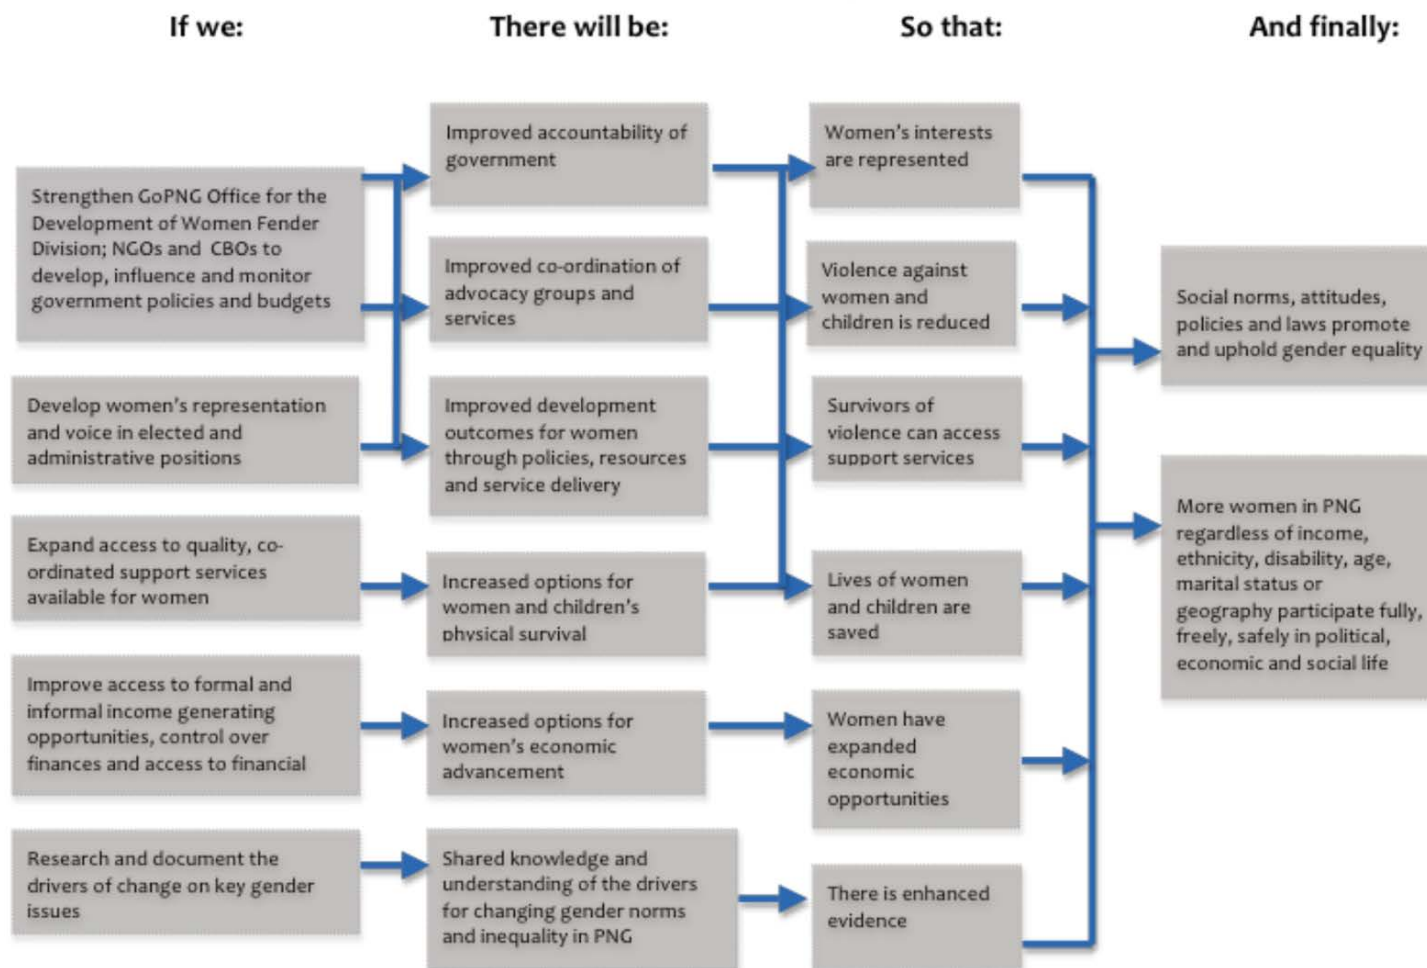 If we:
There will be:
So that:
And finally:
Strengthen GoPNG Office for the
Development of Women Fender
Division; NGOs and CBOs to
develop, influence and monitor
government policies and budgets
Develop women's representation
and voice in elected and
administrative positions
Expand access to quality, co-
ordinated support services
available for women
Improve access to formal and
informal income generating
opportunities, control over
finances and access to financial
Research and document the
drivers of change on key gender
issues
Improved accountability of
government
Improved co-ordination of
advocacy groups and
services
Improved development
outcomes for women
through policies, resources
and service delivery
Increased options for
women and children's
physical survival
Increased options for
women's economic
advancement
Shared knowledge and
understanding of the drivers
for changing gender norms
and inequality in PNG
Women's interests
are represented
Violence against
women and
children is reduced
Survivors of
violence can access
support services
Lives of women
and children are
saved
Women have
expanded
economic
opportunities
There is enhanced
evidence
Social norms, attitudes,
policies and laws promote
and uphold gender equality
More women in PNG
regardless of income,
ethnicity, disability, age,
marital status or
geography participate fully,
freely, safely in political,
economic and social life